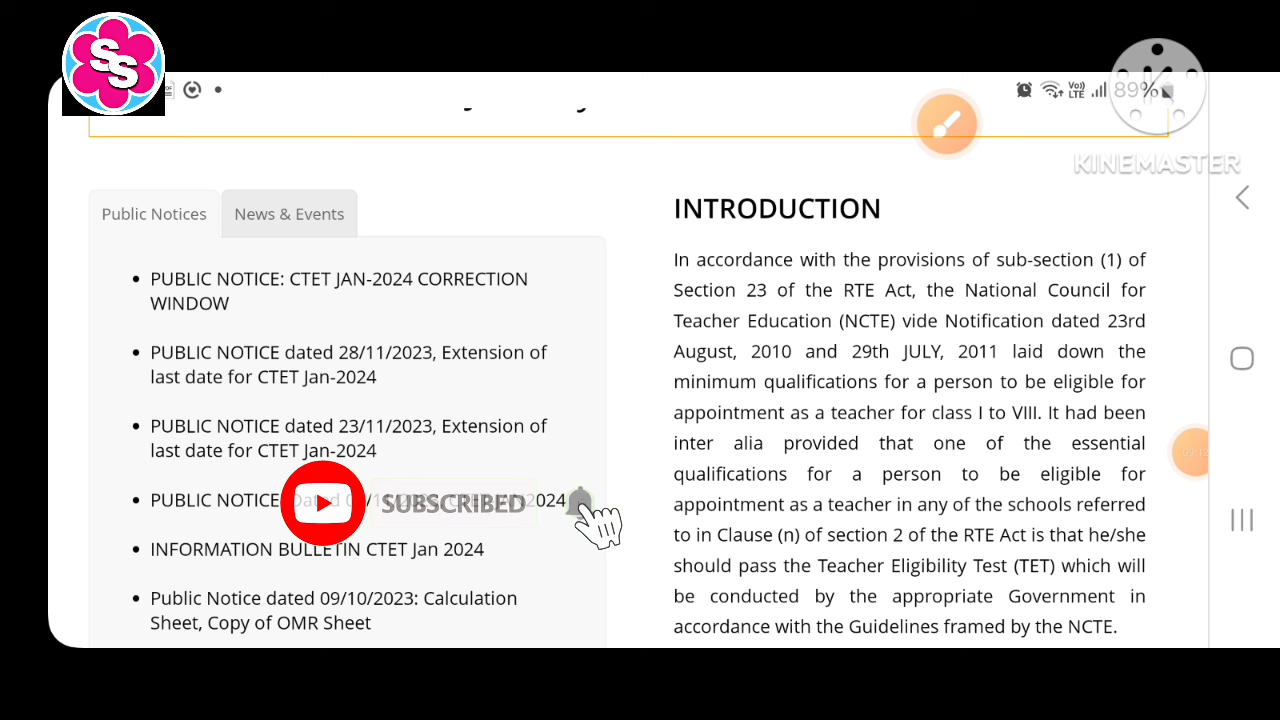 SS
Vo))
LTE
89%
KINEMASTER
Public Notices
News & Events
PUBLIC NOTICE: CTET JAN-2024 CORRECTION
WINDOW
PUBLIC NOTICE dated 28/11/2023, Extension of
last date for CTET Jan-2024
PUBLIC NOTICE dated 23/11/2023, Extension of
last date for CTET Jan-2024
PUBLIC NOTICE: Dated 2024
SUBSCRIBED
INFORMATION BULLETIN CTET Jan 2024
Public Notice dated 09/10/2023: Calculation
Sheet, Copy of OMR Sheet
INTRODUCTION
In accordance with the provisions of sub-section (1) of
Section 23 of the RTE Act, the National Council for
Teacher Education (NCTE) vide Notification dated 23rd
August, 2010 and 29th JULY, 2011 laid down the
minimum qualifications for a person to be eligible for
appointment as a teacher for class I to VIII. It had been
inter alia provided that one of the essential
qualifications for a person to be eligible for
appointment as a teacher in any of the schools referred
to in Clause (n) of section 2 of the RTE Act is that he/she
should pass the Teacher Eligibility Test (TET) which will
be conducted by the appropriate Government in
accordance with the Guidelines framed by the NCTE.
09:12